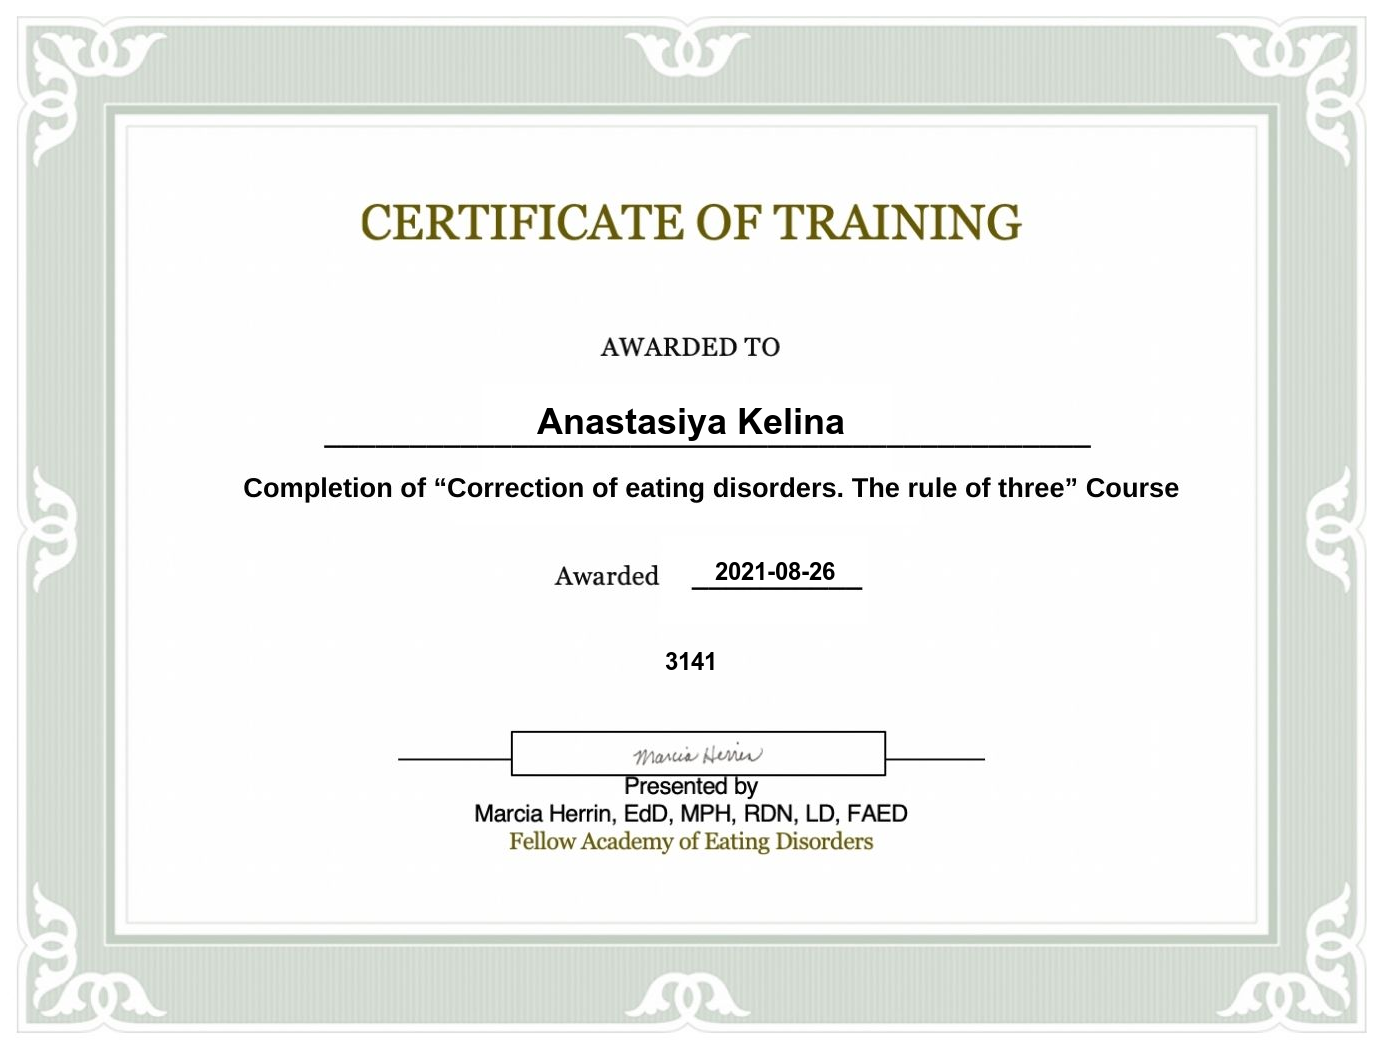 CERTIFICATE OF TRAINING
AWARDED TO
Anastasiya Kelina
Completion of “Correction of eating disorders. The rule of three” Course
Awarded 2021-08-26
3141
Marcia Herrin
Presented by
Marcia Herrin, EdD, MPH, RDN, LD, FAED
Fellow Academy of Eating Disorders